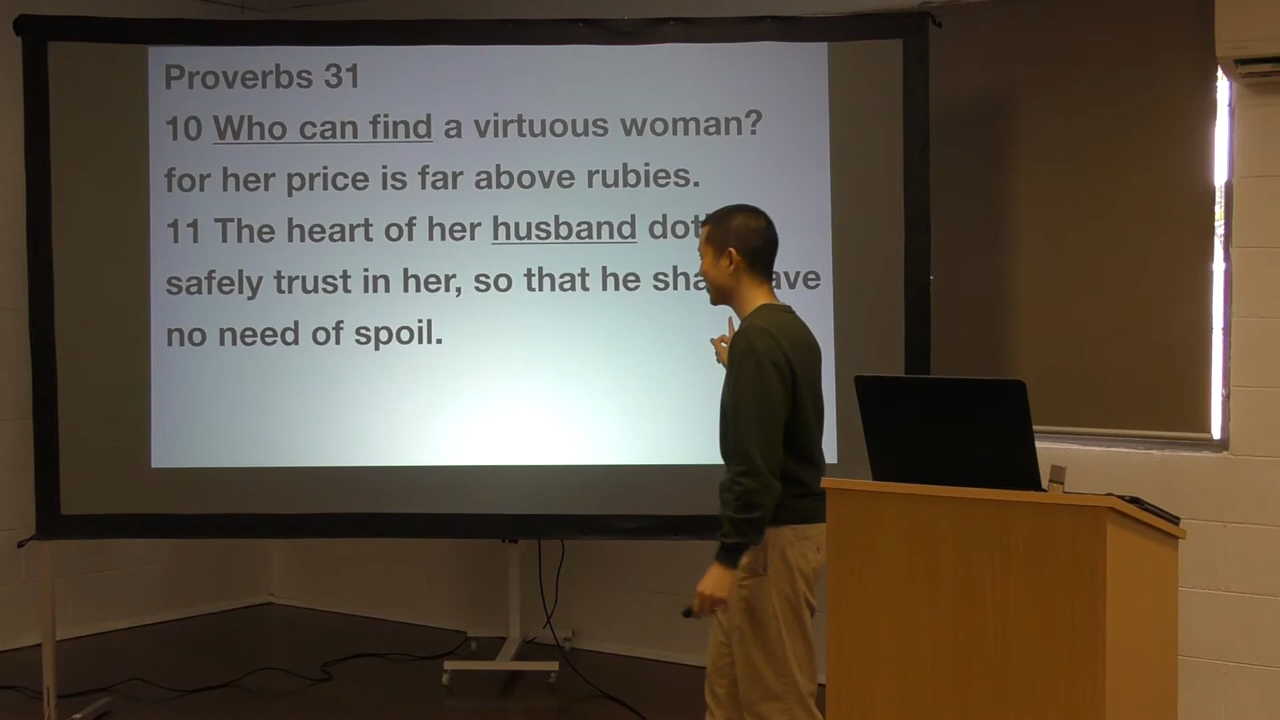 Proverbs 31
10 Who can find a virtuous woman?
for her price is far above rubies.
11 The heart of her husband
safely trust in her, so that he
no need of spoil.